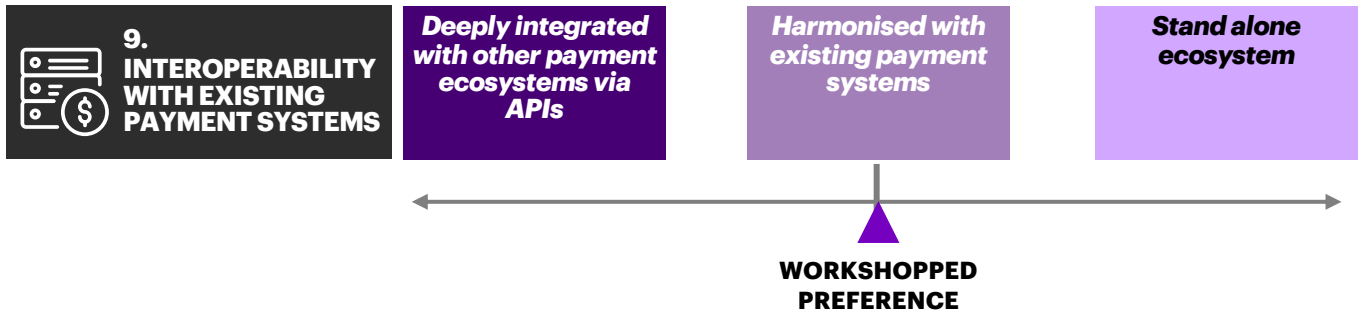 9.
INTEROPERABILITY
WITH EXISTING
PAYMENT SYSTEMS
$
Deeply integrated
with other payment
ecosystems via
APIs
Harmonised with
existing payment
systems
Stand alone
ecosystem
WORKSHOPPED
PREFERENCE